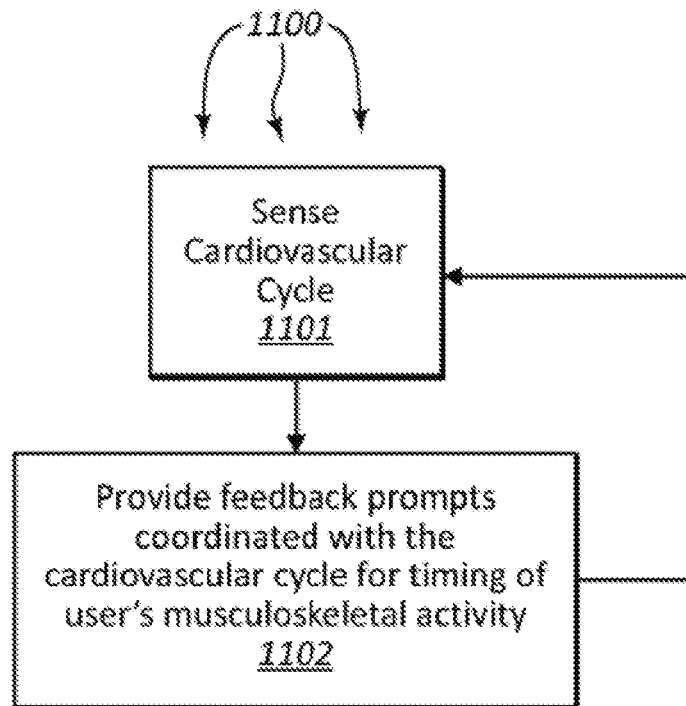 1100
Sense
Cardiovascular
Cycle
1101
Provide feedback prompts
coordinated with the
cardiovascular cycle for timing of
user's musculoskeletal activity
1102